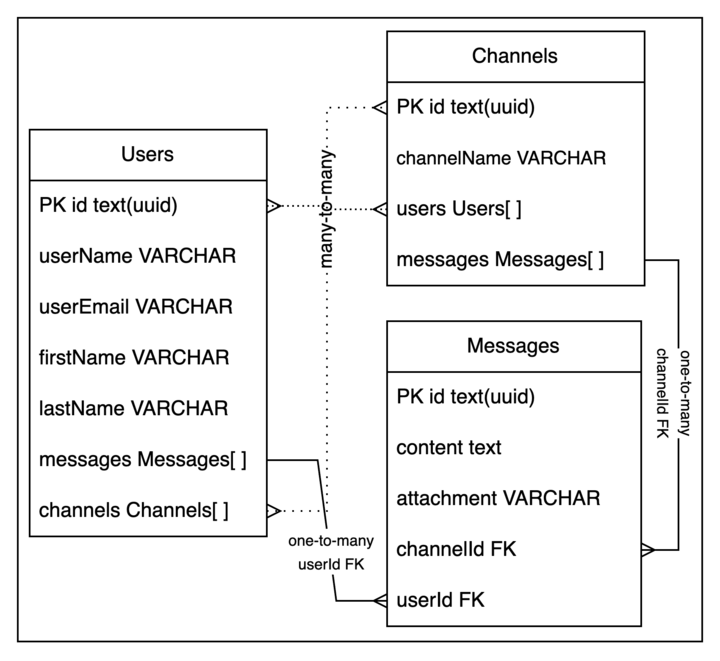 Users
PK id text(uuid)
userName VARCHAR
userEmail VARCHAR
firstName VARCHAR
lastName VARCHAR
messages Messages[ ]
channels Channels[ ]
many-to-many
one-to-many
userId FK
Channels
PK id text(uuid)
channelName VARCHAR
users Users[ ]
messages Messages[ ]
one-to-many
channelId FK
Messages
PK id text(uuid)
content text
attachment VARCHAR
channelId FK
userId FK